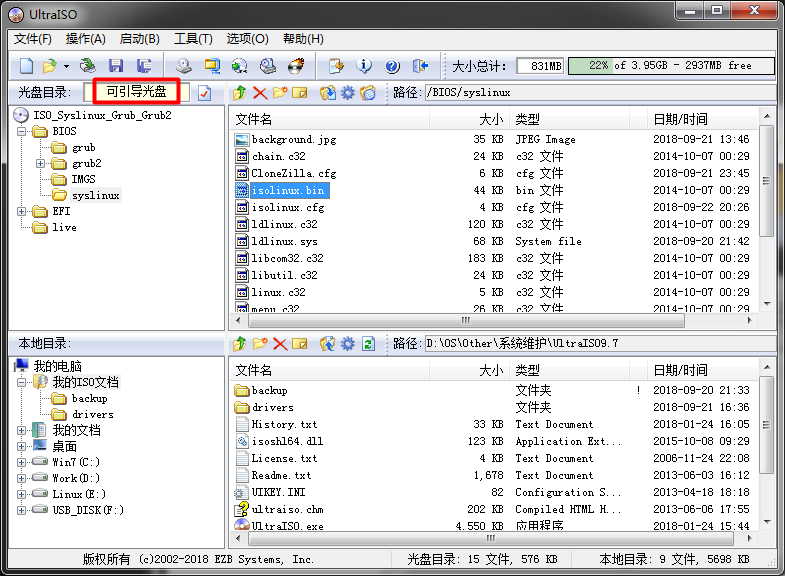 UltraISO
文件(F) 操作(A) 启动(B) 工具(T) 选项(O) 帮助(H)
大小总计： 831MB 22% of 3.95GB - 2937MB free
光盘目录： 可引导光盘 路径： /BIOS/syslinux
ISO_Syslinux_Grub_Grub2
BIOS
grub
grub2
IMGS
syslinux
EFI
live
文件名 大小 类型 日期/时间
background.jpg 35 KB JPEG Image 2018-09-21 13:46
chain.c32 24 KB c32 文件 2014-10-07 00:29
CloneZilla.cfg 6 KB cfg 文件 2018-09-21 23:45
isolinux.bin 44 KB bin 文件 2014-10-07 00:29
isolinux.cfg 4 KB cfg 文件 2018-09-22 20:26
ldlinux.c32 120 KB c32 文件 2014-10-07 00:29
ldlinux.sys 68 KB System file 2018-09-20 21:42
libcom32.c32 183 KB c32 文件 2014-10-07 00:29
libutil.c32 24 KB c32 文件 2014-10-07 00:29
linux.c32 5 KB c32 文件 2014-10-07 00:29
menu.c32 26 KB c32 文件 2014-10-07 00:29
本地目录： 路径： D:\OS\Other\系统维护\UltraISO9.7
我的电脑
我的ISO文档
backup
drivers
我的文档
桌面
Win7(C:)
Work(D:)
Linux(E:)
USB_DISK(F:)
文件名 大小 类型 日期/时间
backup 文件夹 ! 2018-09-20 21:33
drivers 文件夹 2018-09-21 16:36
History.txt 33 KB Text Document 2018-01-24 16:05
isoshl64.dll 123 KB Application Ext... 2015-10-08 09:29
License.txt 4 KB Text Document 2006-11-24 22:08
Readme.txt 1,678 Text Document 2013-06-03 16:12
UIKEY.INI 82 Configuration S... 2013-04-18 18:18
ultraiso.chm 202 KB Compiled HTML H... 2013-06-06 17:55
UltraISO.exe 4,550 KB 应用程序 2018-01-24 15:44
版权所有 (c)2002-2018 EZB Systems, Inc. 光盘目录： 15 文件, 576 KB 本地目录： 9 文件, 5698 KB